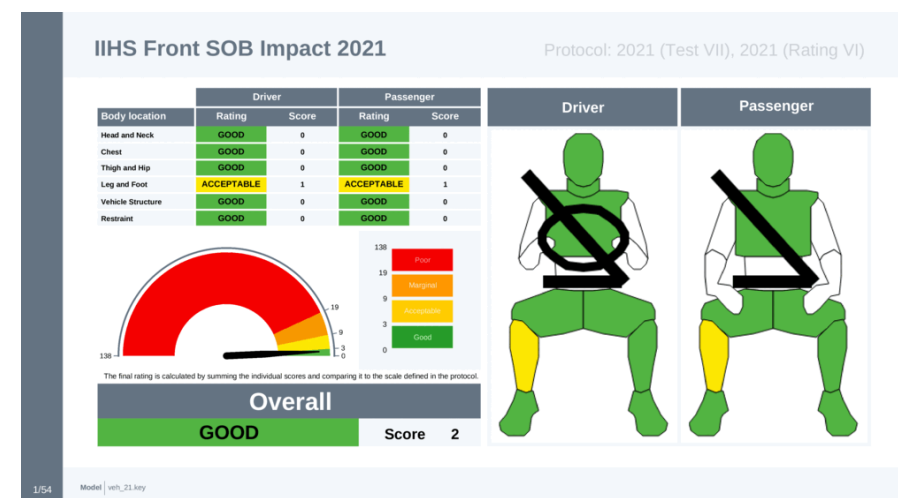 IIHS Front SOB Impact 2021
Protocol: 2021 (Test VII), 2021 (Rating VI)
Driver Passenger
Body location Rating Score Rating Score
Head and Neck GOOD 0 GOOD 0
Chest GOOD 0 GOOD 0
Thigh and Hip GOOD 0 GOOD 0
Leg and Foot ACCEPTABLE 1 ACCEPTABLE 1
Vehicle Structure GOOD 0 GOOD 0
Restraint GOOD 0 GOOD 0
138
19
9
3
0
138
Poor
19
Marginal
9
Acceptable
3
Good
0
The final rating is calculated by summing the individual scores and comparing it to the scale defined in the protocol.
Overall
GOOD Score 2
Driver Passenger
1/54
Model veh_21.key